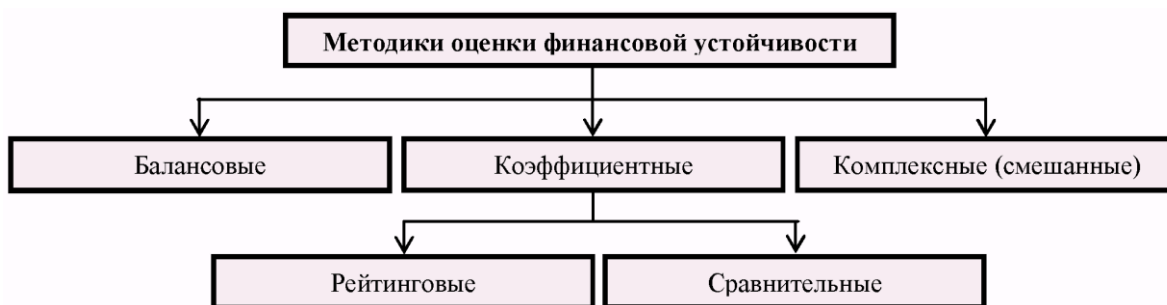 Методики оценки финансовой устойчивости
Балансовые
Коэффициентные
Комплексные (смешанные)
Рейтинговые
Сравнительные